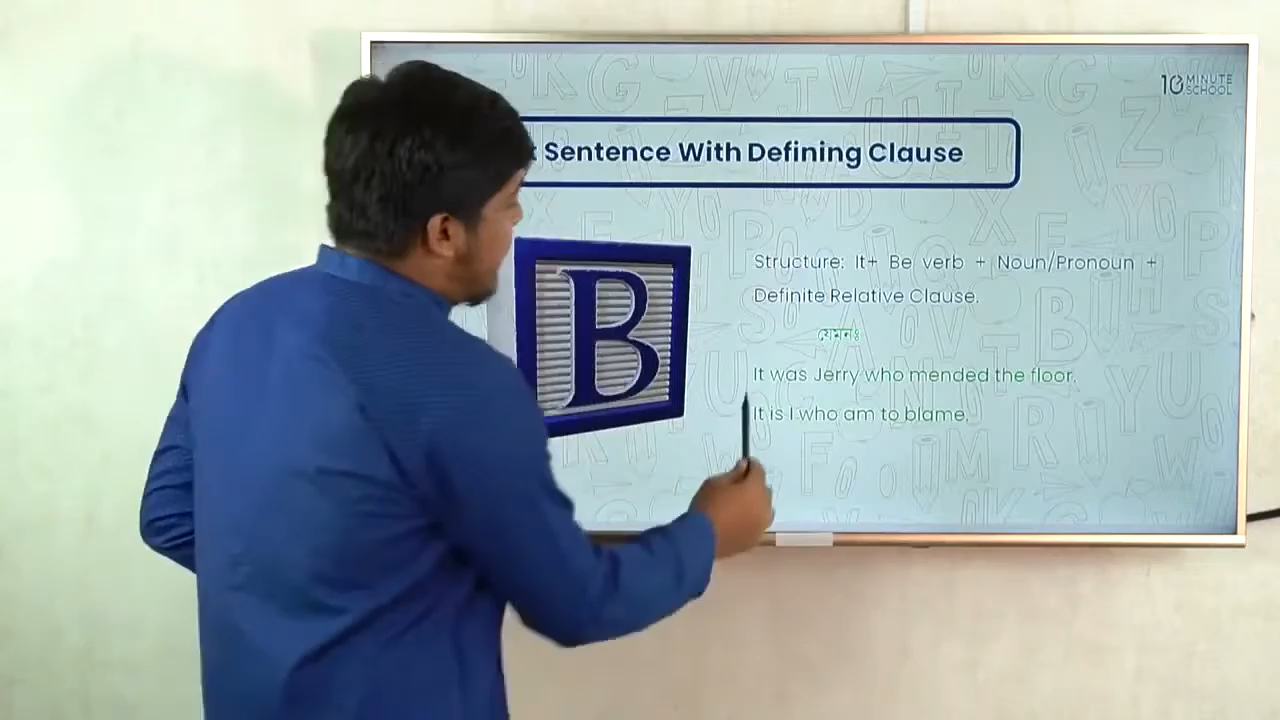 10 MINUTE
SCHOOL
Sentence With Defining Clause
B
Structure: It+ Be verb + Noun/Pronoun +
Definite Relative Clause.
যেমনঃ
It was Jerry who mended the floor.
It is I who am to blame.